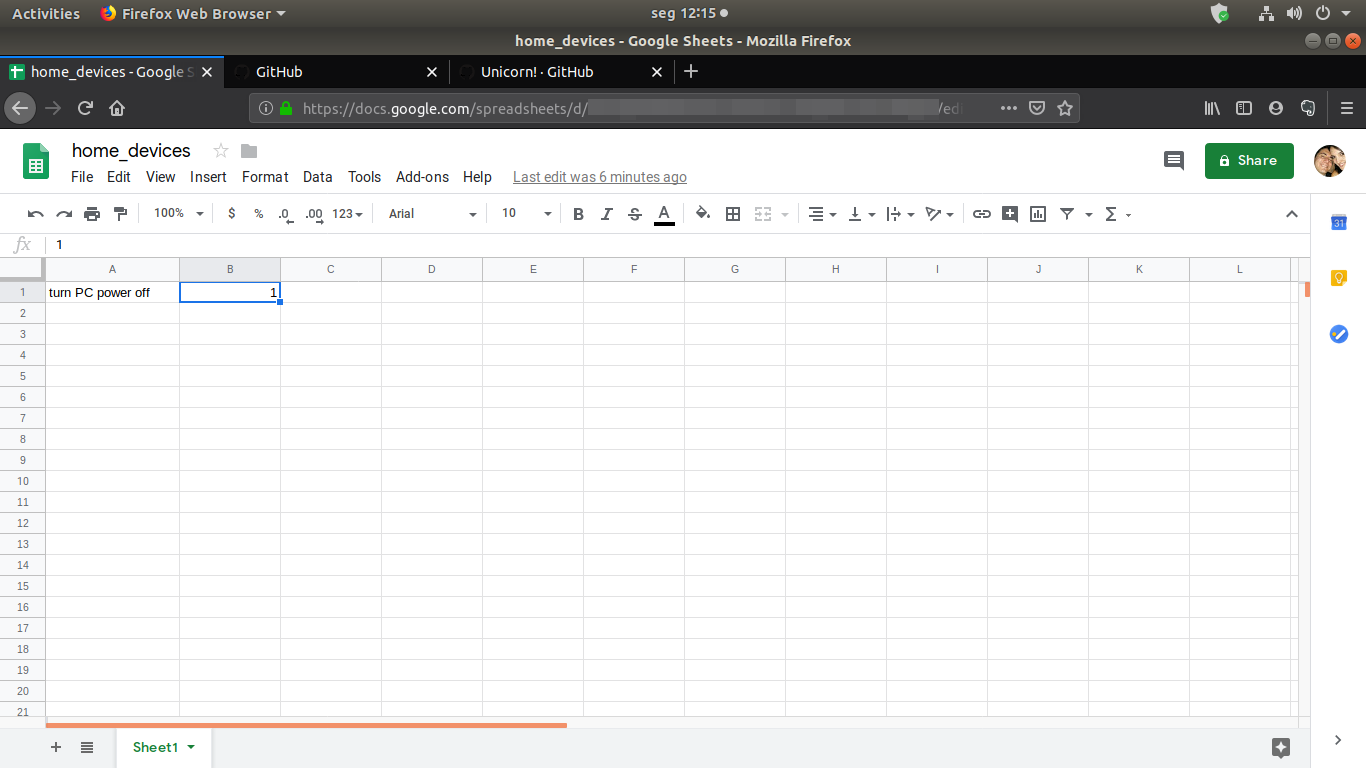 Activities Firefox Web Browser seg 12:15
home_devices - Google Sheets - Mozilla Firefox
home_devices - Google S GitHub Unicorn! · GitHub
https://docs.google.com/spreadsheets/d/ /edi
home_devices Share
File Edit View Insert Format Data Tools Add-ons Help Last edit was 6 minutes ago
100% $ % .0 .00 123 Arial 10 B I S A Σ 31
fx 1
A B C D E F G H I J K L
1 turn PC power off 1
2
3
4
5
6
7
8
9
10
11
12
13
14
15
16
17
18
19
20
21
Sheet1